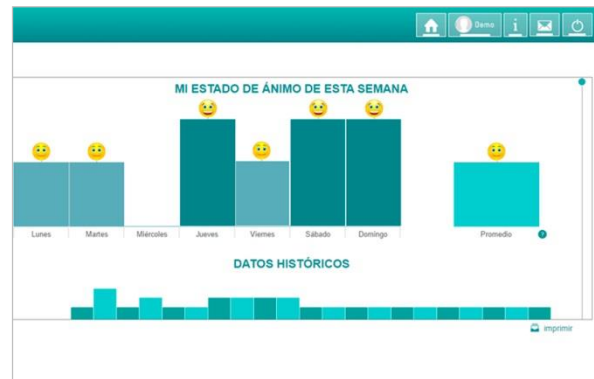 Demo
MI ESTADO DE ÁNIMO DE ESTA SEMANA
Lunes Martes Miércoles Jueves Viernes Sábado Domingo Promedio ?
DATOS HISTÓRICOS
imprimir